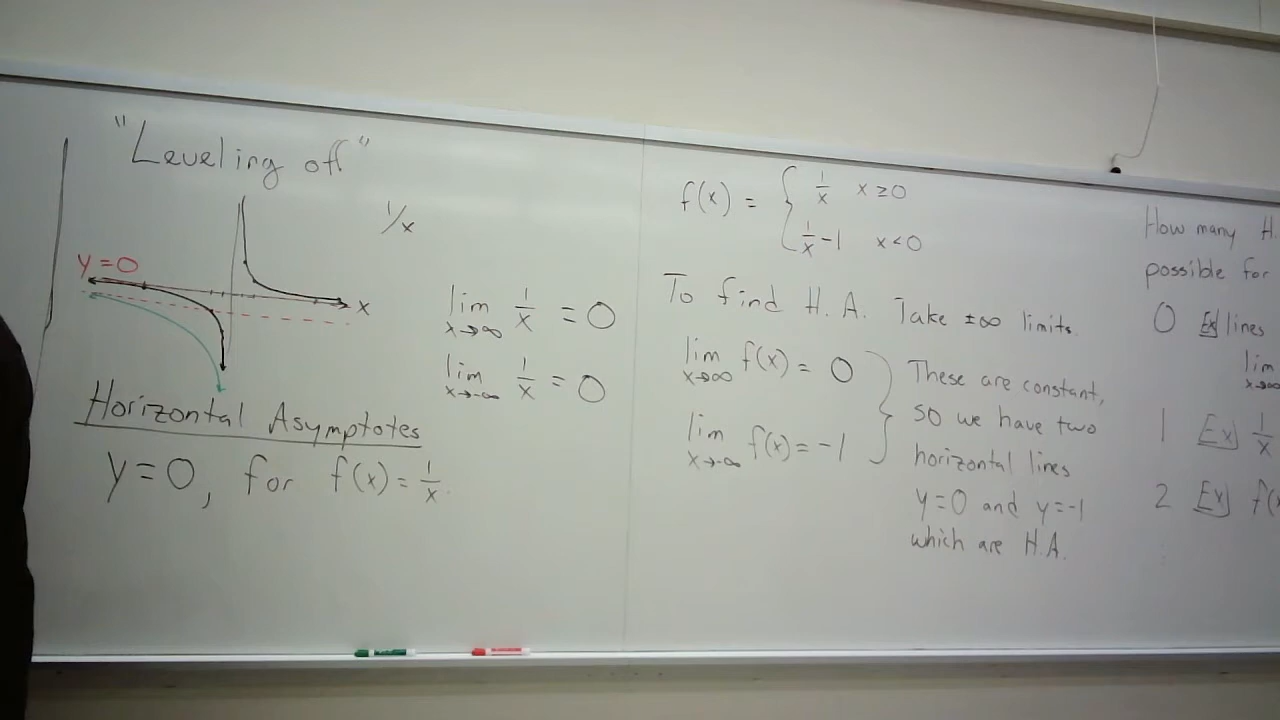 "Leveling off"
1/x
y=0
x
lim x→∞ 1/x = 0
lim x→-∞ 1/x = 0
Horizontal Asymptotes
y=0, for f(x) = 1/x.
f(x) = { 1/x x≥0
1/x -1 x<0
To find H.A. Take ±∞ limits.
lim x→∞ f(x) = 0
lim x→-∞ f(x) = -1
These are constant,
so we have two
horizontal lines
y=0 and y=-1
which are H.A.
How many H.
possible for
0 Ex lines
lim x→∞
1 Ex 1/x
2 Ex f(x